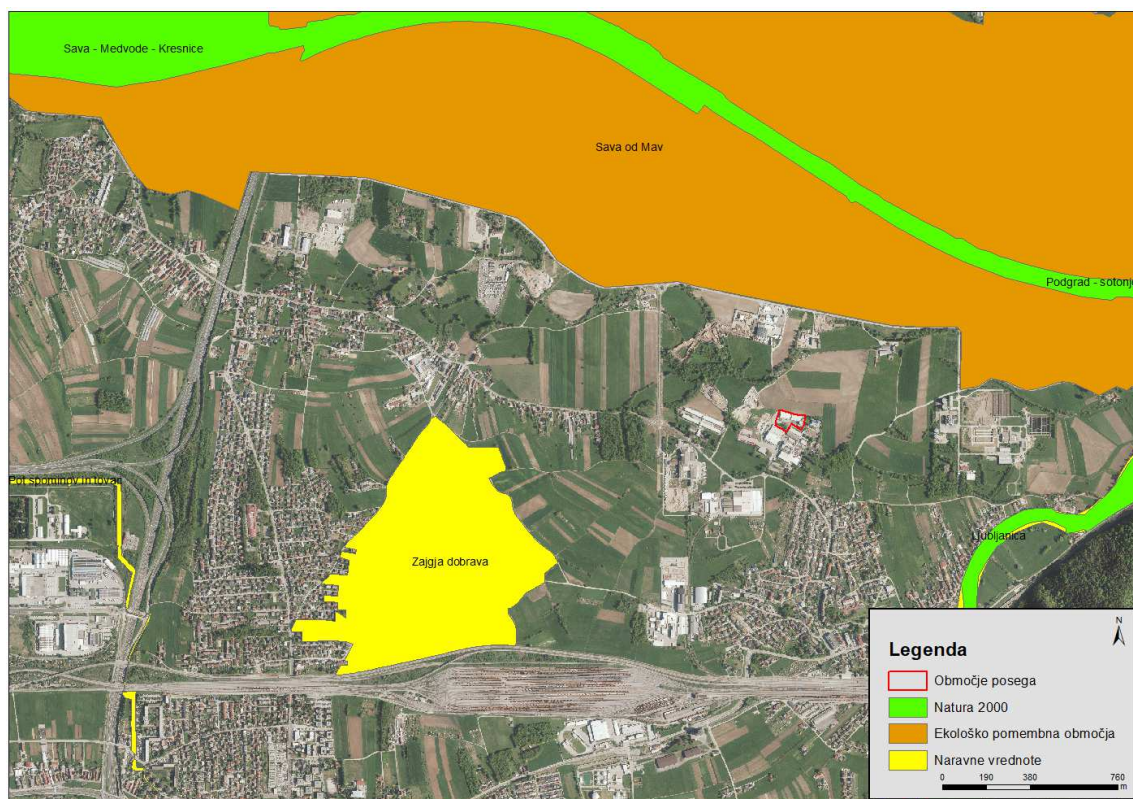 Sava - Medvode - Kresnice
Sava od Mav
Podgrad - sotonje
Zajgja dobrava
Ljubljanica
N
Legenda
Območje posega
Natura 2000
Ekološko pomembna območja
Naravne vrednote
0 190 380 760
m